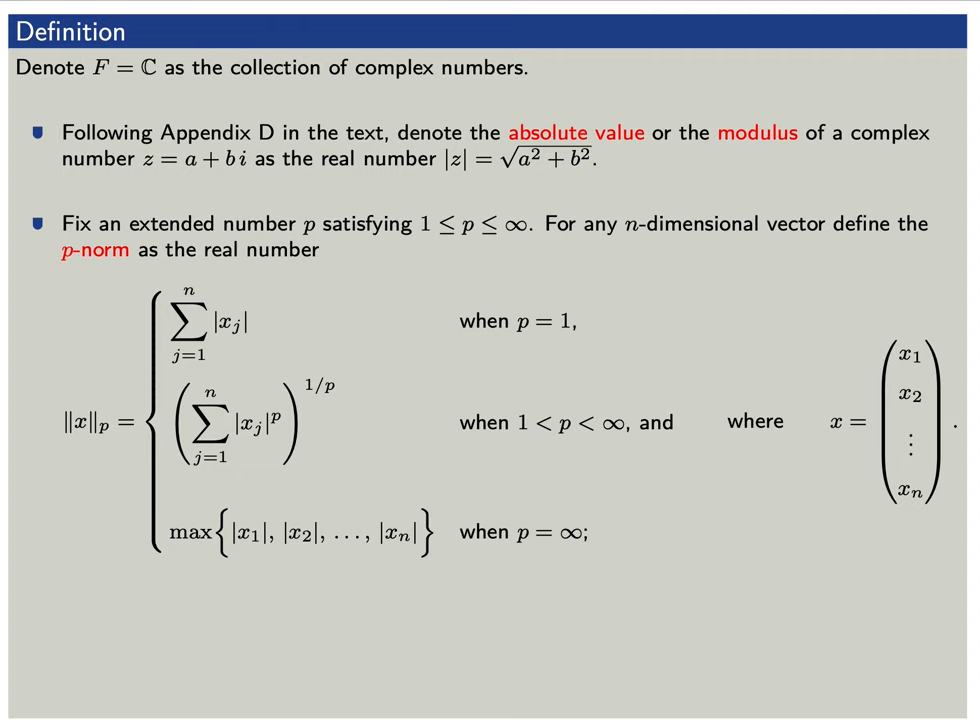 Definition
Denote F = ℂ as the collection of complex numbers.
Following Appendix D in the text, denote the absolute value or the modulus of a complex
number z = a + b i as the real number |z| = √(a² + b²).
Fix an extended number p satisfying 1 ≤ p ≤ ∞. For any n-dimensional vector define the
p-norm as the real number
‖x‖_p = { ∑_{j=1}^{n} |x_j| when p = 1,
( ∑_{j=1}^{n} |x_j|^p )^{1/p} when 1 < p < ∞, and where x = ( x_1 x_2 ⋮ x_n ) .
max{ |x_1|, |x_2|, ..., |x_n| } when p = ∞;